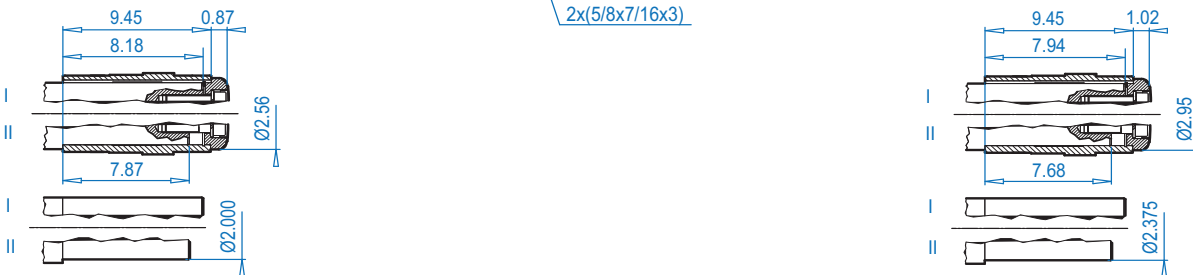 2x(5/8x7/16x3)
9.45 0.87
8.18
I
II
Ø2.56
7.87
I
II
Ø2.000
9.45 1.02
7.94
I
II
Ø2.95
7.68
I
II
Ø2.375